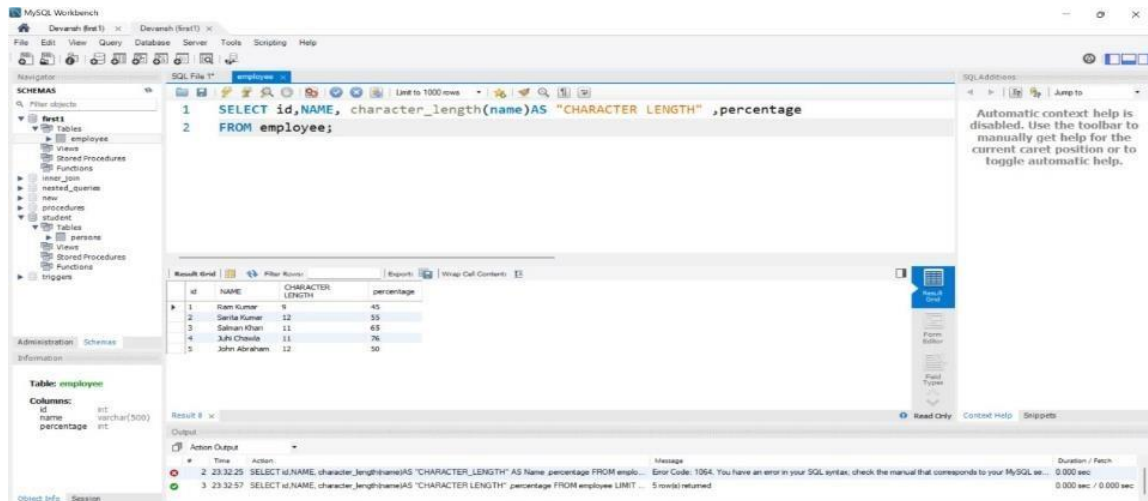 MySQL Workbench
Devansh (first1) × Devansh (first1) ×
File Edit View Query Database Server Tools Scripting Help
Navigator
SCHEMAS
Filter objects
first1
Tables
employee
Views
Stored Procedures
Functions
inner_join
nested_queries
new
procedures
student
Tables
persons
Views
Stored Procedures
Functions
triggers
Administration Schemas
Information
Table: employee
Columns:
id int
name varchar(500)
percentage int
Object Info Session
SQL File 1* employee ×
Limit to 1000 rows
1 SELECT id,NAME, character_length(name)AS "CHARACTER LENGTH" ,percentage
2 FROM employee;
Result Grid Filter Rows: Export: Wrap Cell Content:
id NAME CHARACTER LENGTH percentage
1 Ram Kumar 9 45
2 Sarita Kumar 12 55
3 Salman Khan 11 63
4 Juhi Chawla 11 76
5 John Abraham 12 50
Result Grid
Form Editor
Field Types
Result 8 × Read Only
Output
Action Output
# Time Action Message Duration / Fetch
2 23:32:25 SELECT id,NAME, character_length(name)AS "CHARACTER_LENGTH" AS Name ,percentage FROM emplo... Error Code: 1064. You have an error in your SQL syntax; check the manual that corresponds to your MySQL se... 0.000 sec
3 23:32:57 SELECT id,NAME, character_length(name)AS "CHARACTER LENGTH" ,percentage FROM employee LIMIT ... 5 row(s) returned 0.000 sec / 0.000 sec
SQLAdditions
Jump to
Automatic context help is
disabled. Use the toolbar to
manually get help for the
current caret position or to
toggle automatic help.
Context Help Snippets